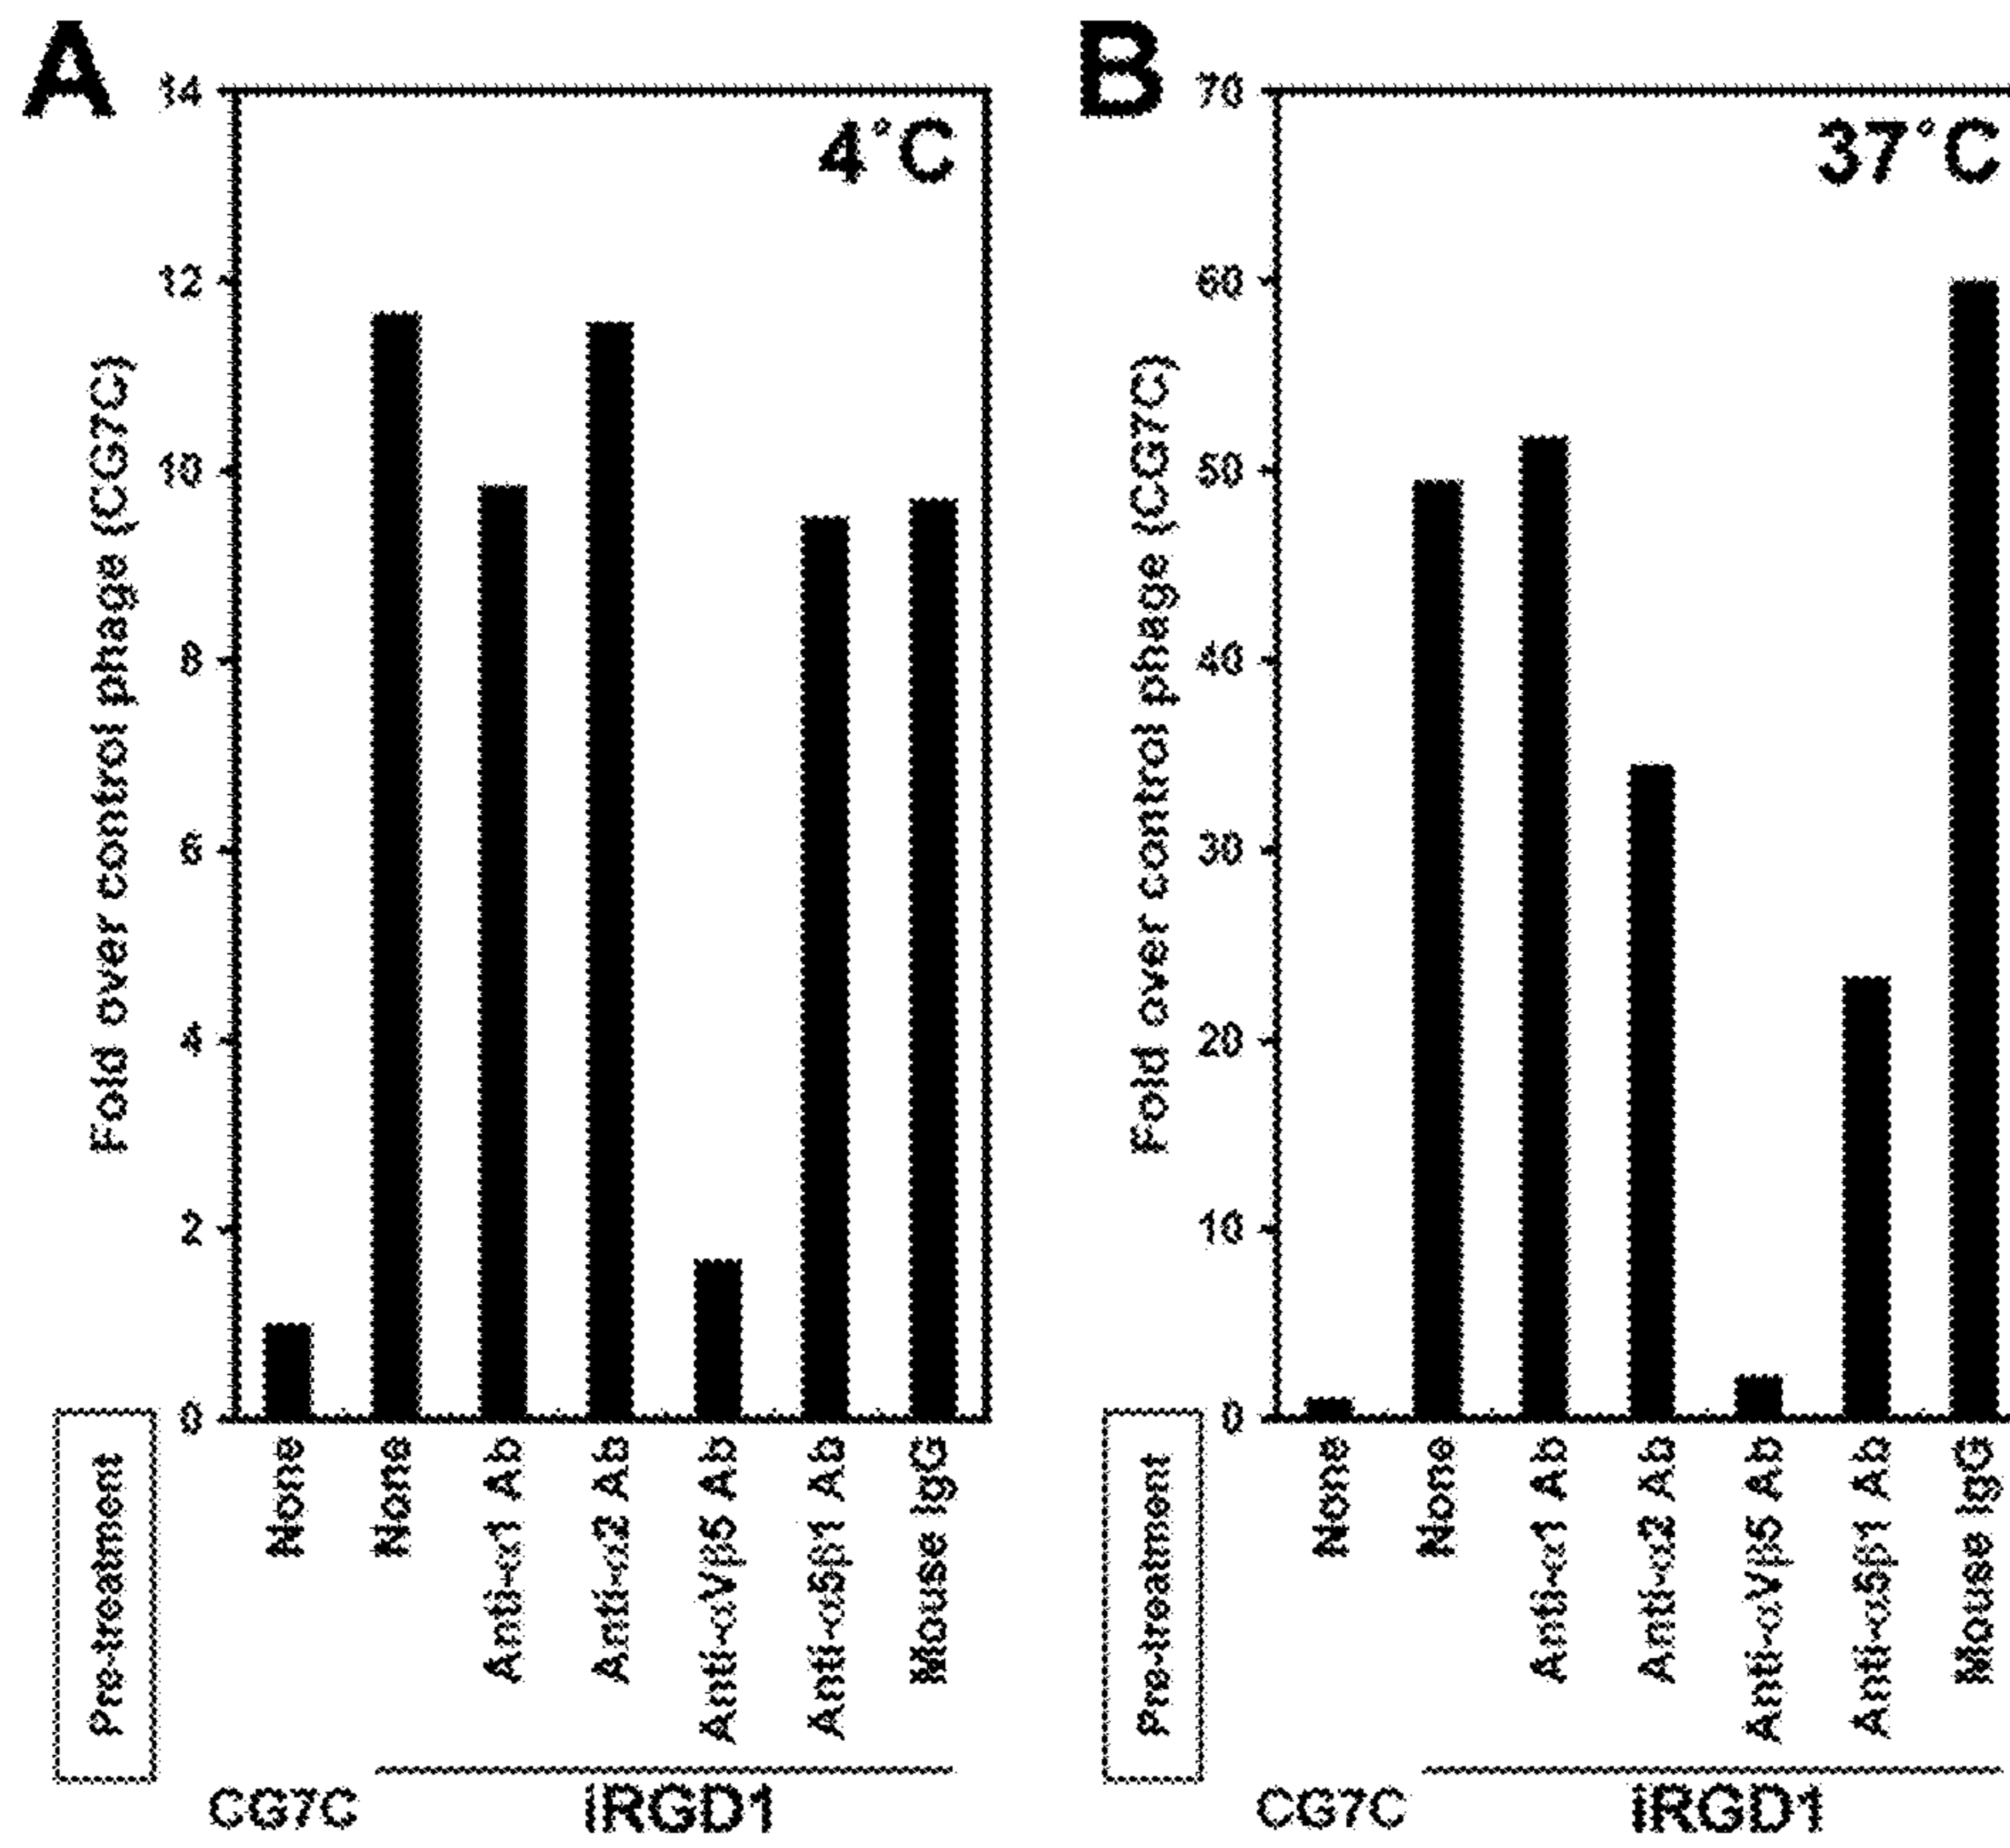 A
4°C
Fold over control phage (CG7C)
14
12
10
8
6
4
2
0
Pre-treatment
None
None
Anti-α1 Ab
Anti-α2 Ab
Anti-αVβ5 Ab
Anti-α5β1 Ab
Mouse IgG
CG7C
iRGD1
B
37°C
Fold over control phage (CG7C)
70
60
50
40
30
20
10
0
Pre-treatment
None
None
Anti-α1 Ab
Anti-α2 Ab
Anti-αVβ5 Ab
Anti-α5β1 Ab
Mouse IgG
CG7C
iRGD1